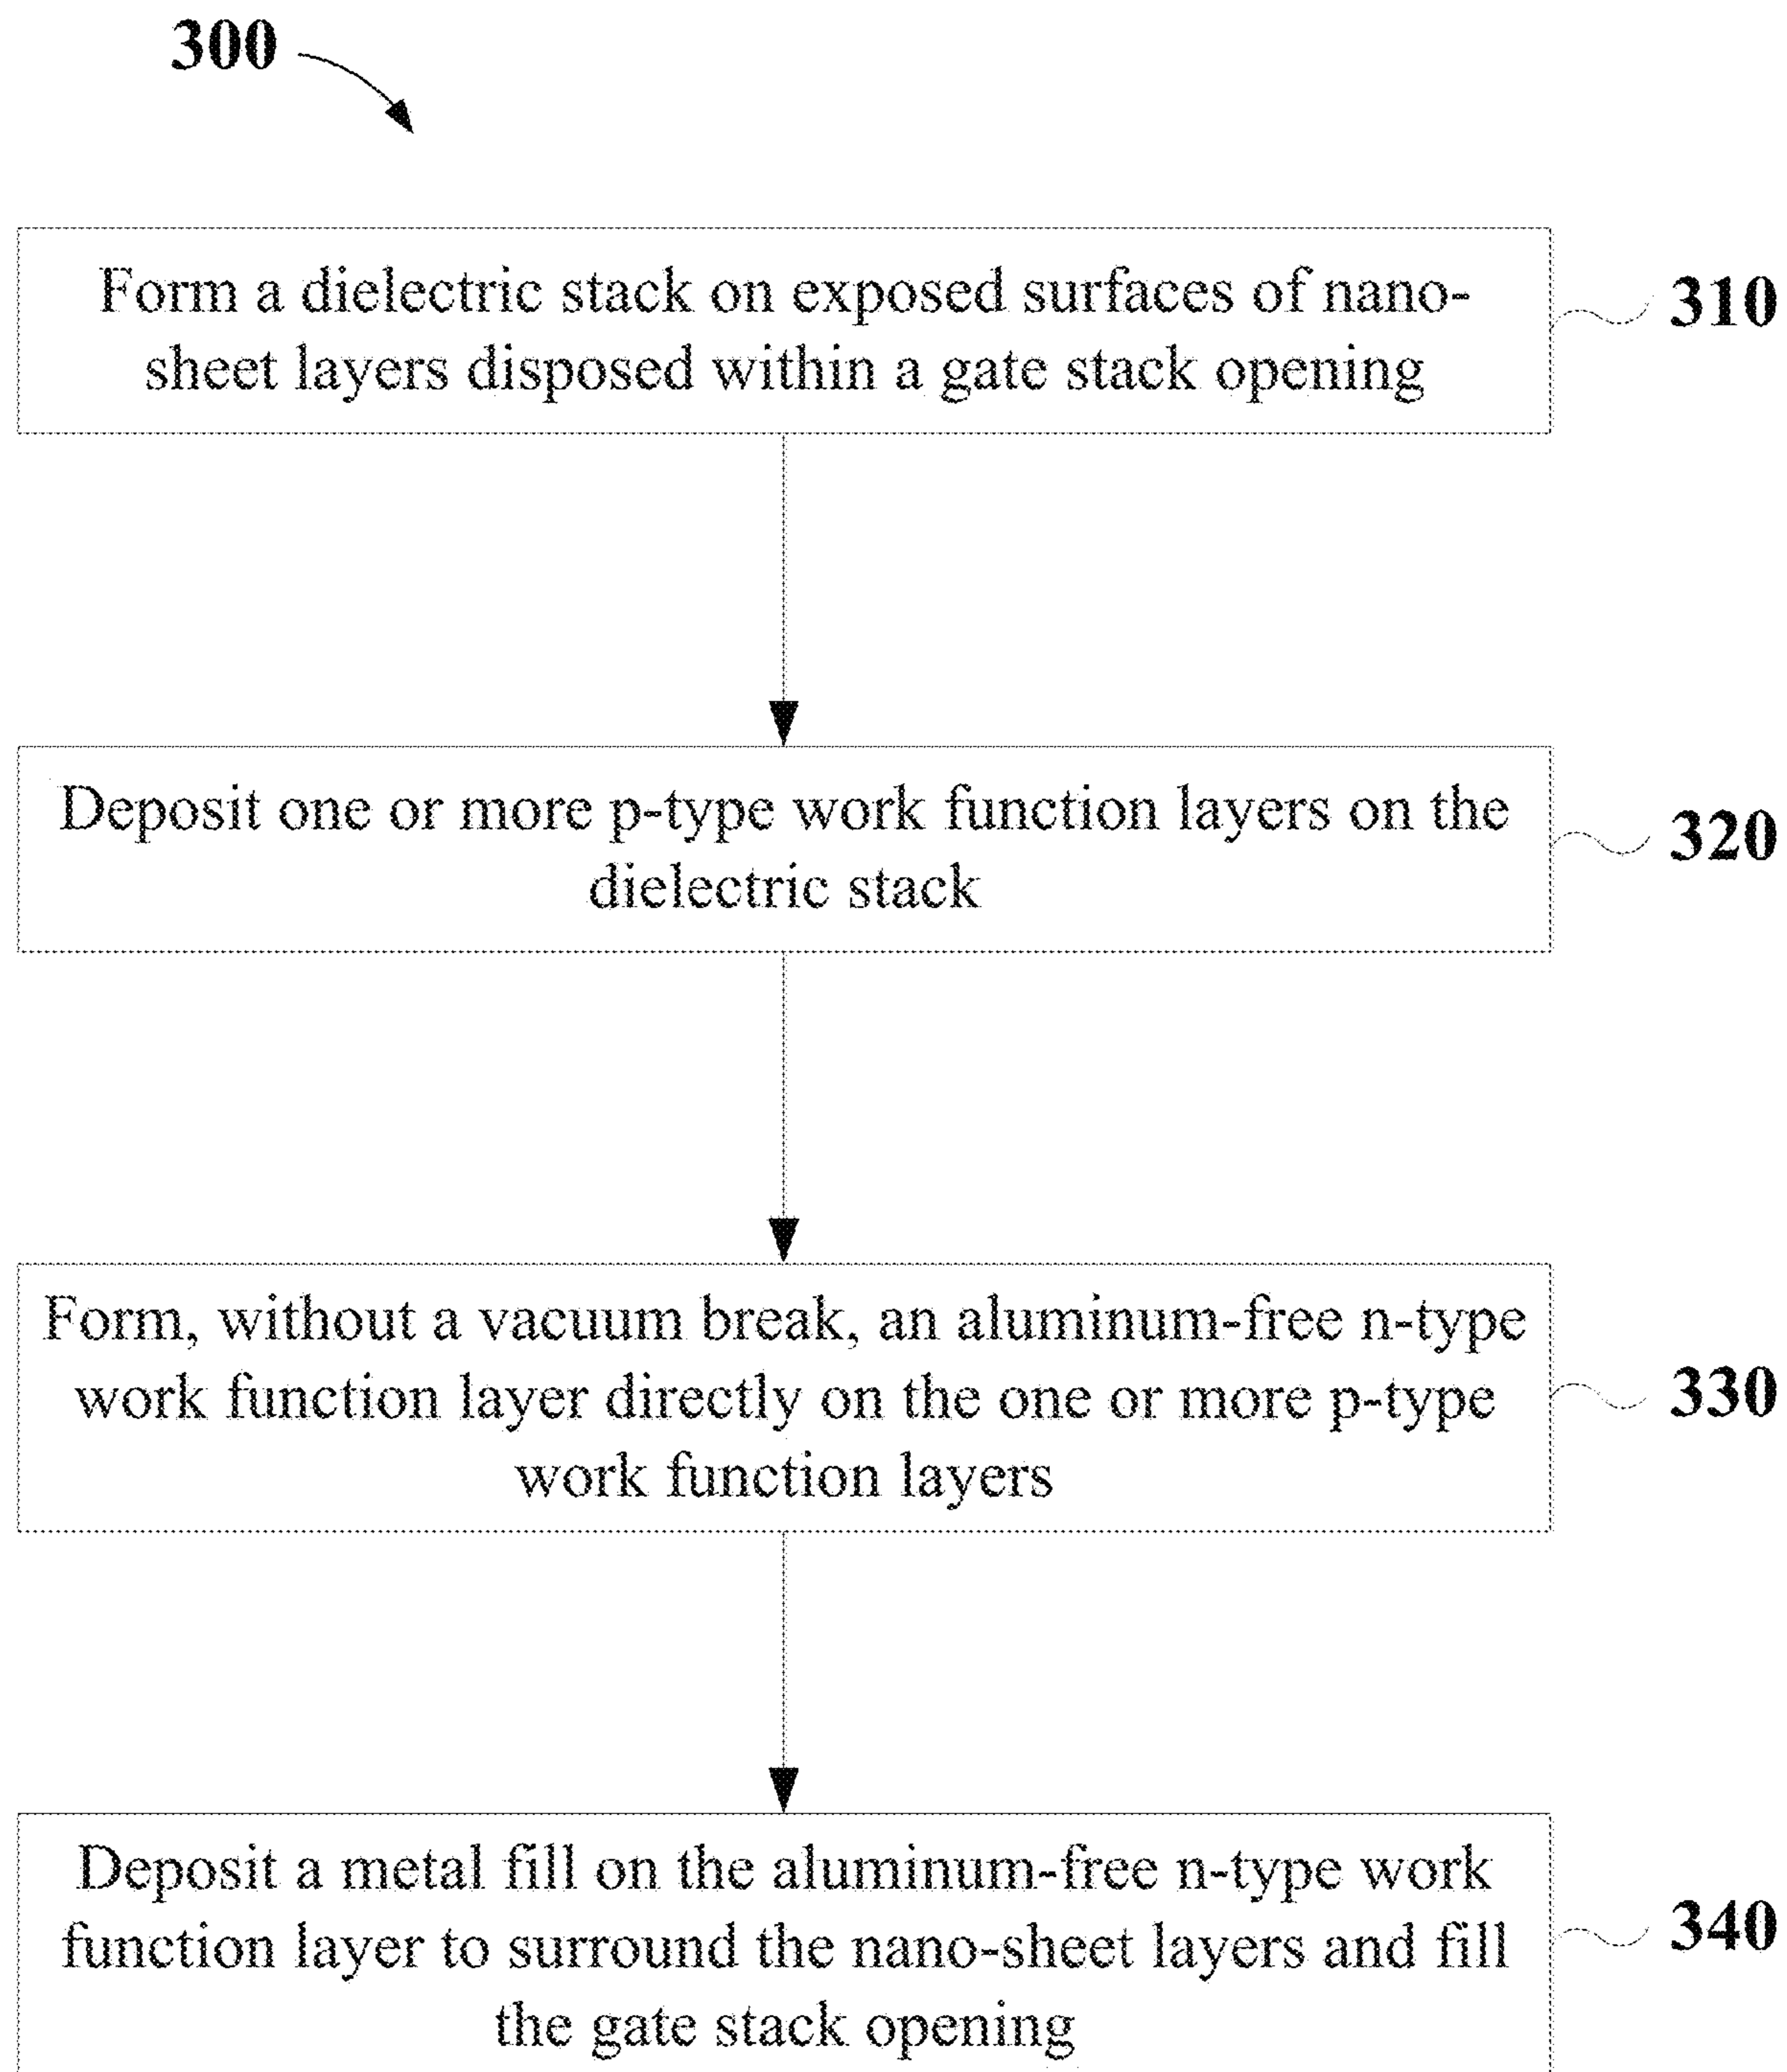 300
Form a dielectric stack on exposed surfaces of nano-
sheet layers disposed within a gate stack opening
310
Deposit one or more p-type work function layers on the
dielectric stack
320
Form, without a vacuum break, an aluminum-free n-type
work function layer directly on the one or more p-type
work function layers
330
Deposit a metal fill on the aluminum-free n-type work
function layer to surround the nano-sheet layers and fill
the gate stack opening
340